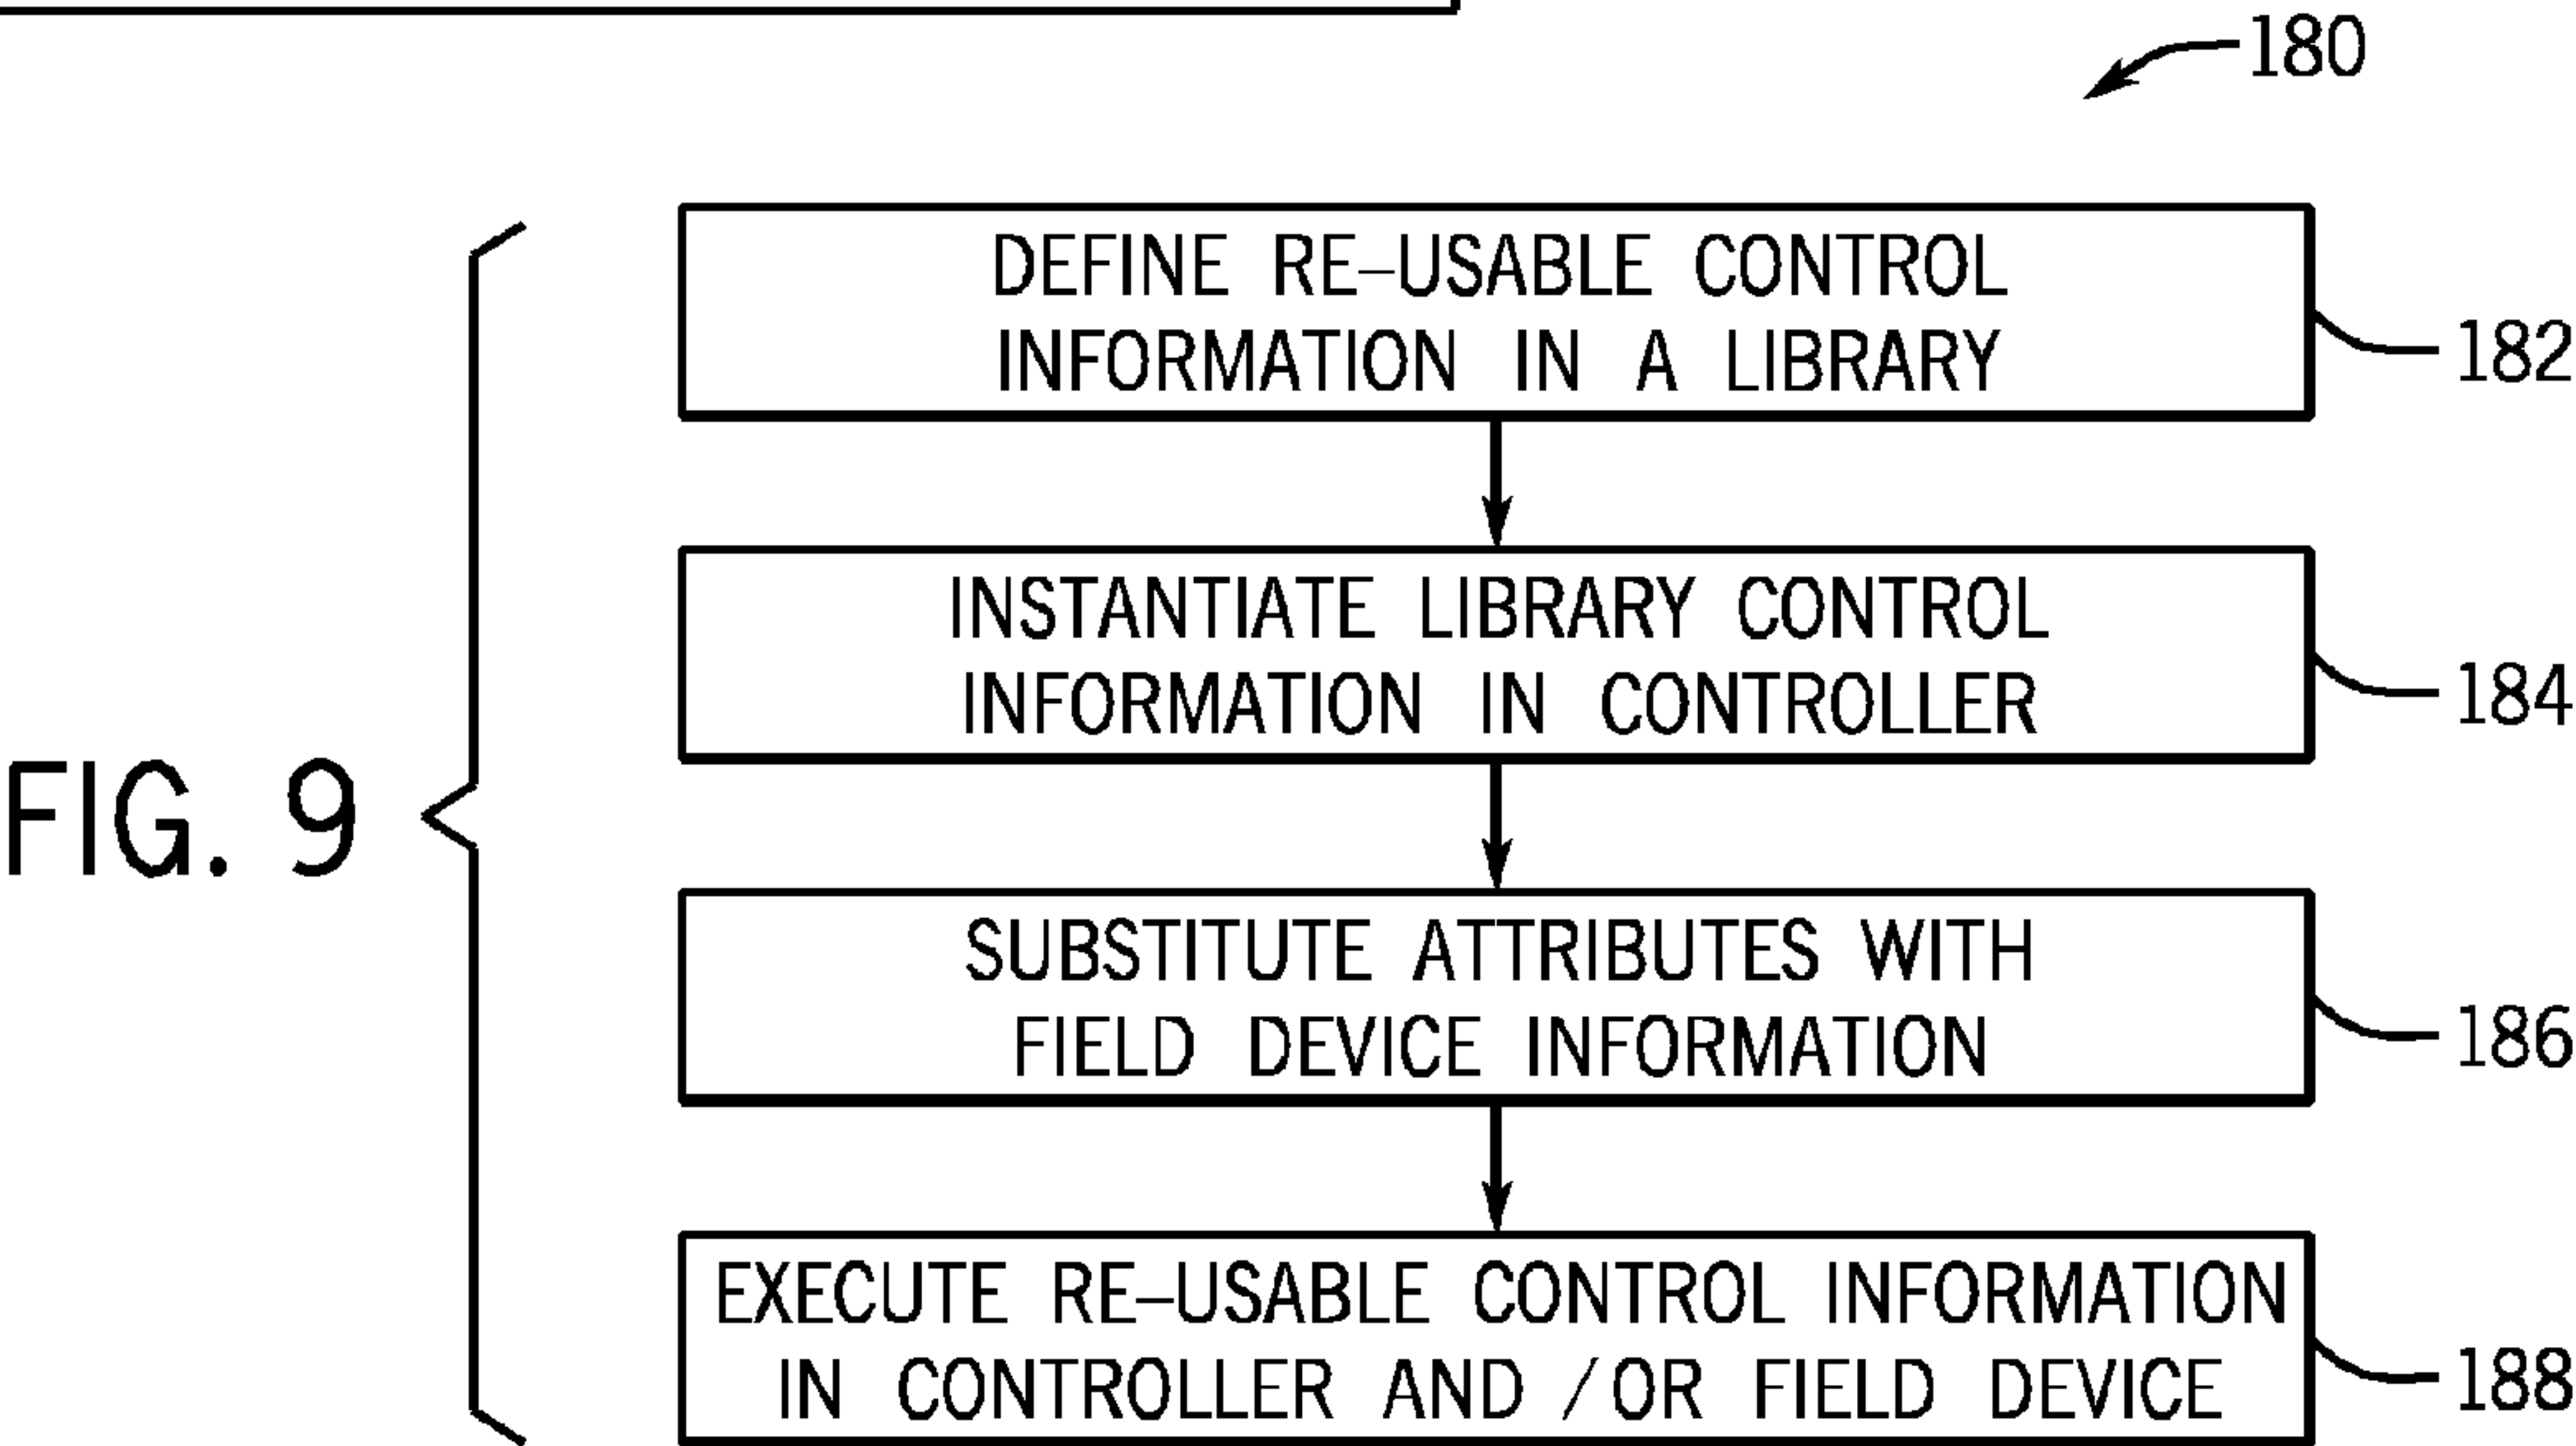 180
DEFINE RE–USABLE CONTROL
INFORMATION IN A LIBRARY
182
INSTANTIATE LIBRARY CONTROL
INFORMATION IN CONTROLLER
184
FIG. 9
SUBSTITUTE ATTRIBUTES WITH
FIELD DEVICE INFORMATION
186
EXECUTE RE–USABLE CONTROL INFORMATION
IN CONTROLLER AND /OR FIELD DEVICE
188